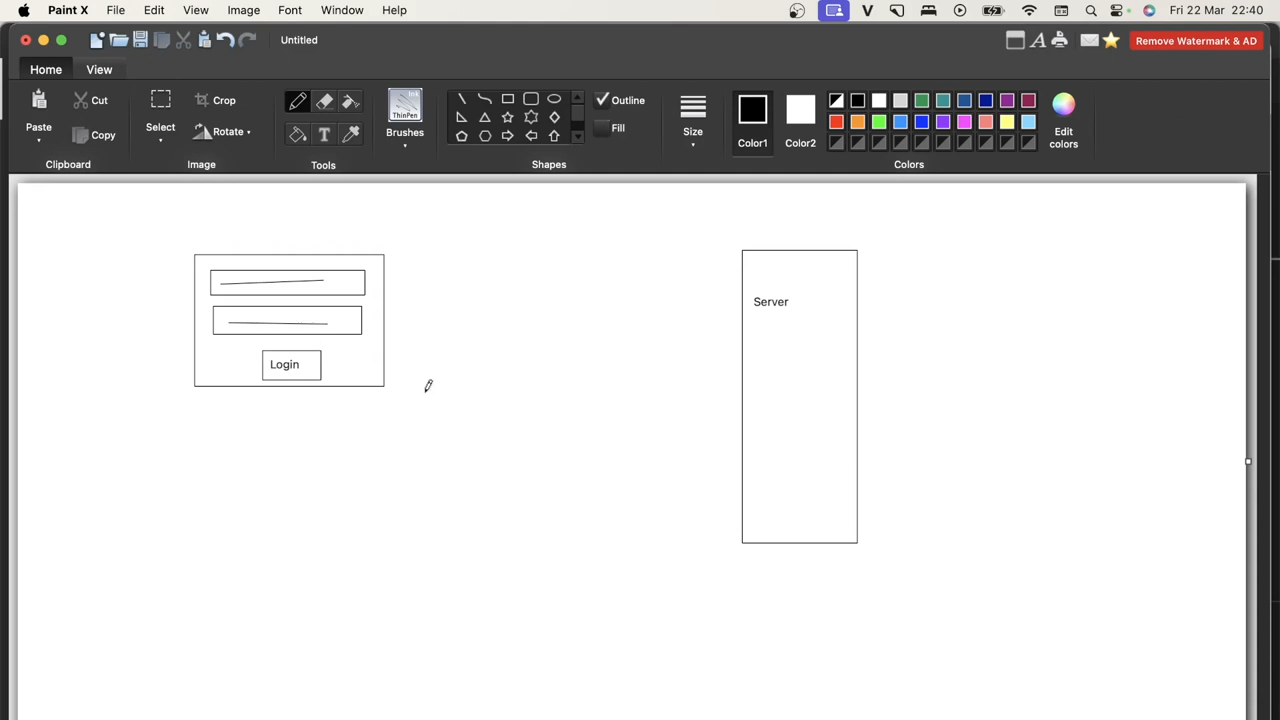 Paint X File Edit View Image Font Window Help Fri 22 Mar 22:40
Untitled Remove Watermark & AD
Home View
Ink
ThinPen
Cut Crop Outline
Paste Copy Select Rotate Brushes Fill Size Color1 Color2 Edit colors
Clipboard Image Tools Shapes Colors
Server
Login